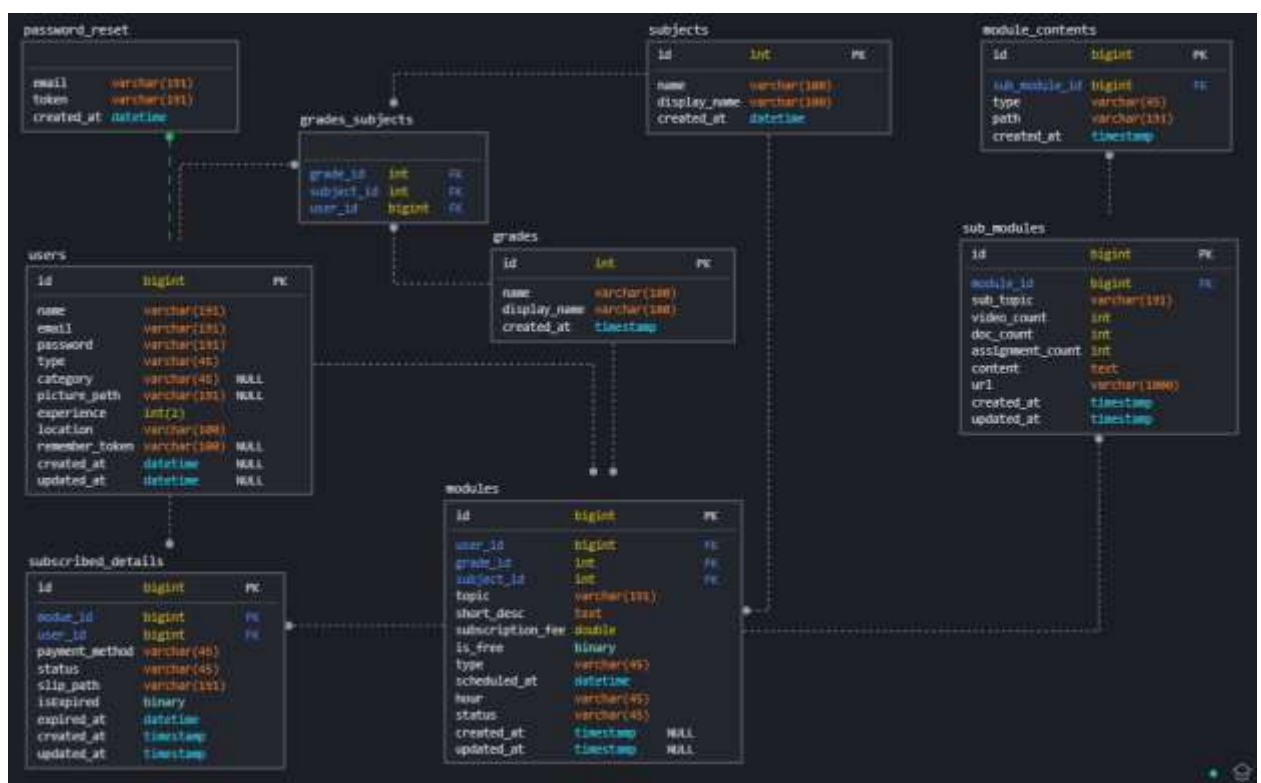 password_reset
email varchar(191)
token varchar(191)
created_at datetime
subjects
id int PK
name varchar(100)
display_name varchar(100)
created_at datetime
module_contents
id bigint PK
sub_module_id bigint FK
type varchar(45)
path varchar(191)
created_at timestamp
grades_subjects
grade_id int FK
subject_id int FK
user_id bigint FK
grades
id int PK
name varchar(100)
display_name varchar(100)
created_at timestamp
users
id bigint PK
name varchar(191)
email varchar(191)
password varchar(191)
type varchar(45)
category varchar(45) NULL
picture_path varchar(191) NULL
experience int(2)
location varchar(100)
remember_token varchar(100) NULL
created_at datetime NULL
updated_at datetime NULL
sub_modules
id bigint PK
module_id bigint FK
sub_topic varchar(191)
video_count int
doc_count int
assignment_count int
content text
url varchar(1000)
created_at timestamp
updated_at timestamp
modules
id bigint PK
user_id bigint FK
grade_id int FK
subject_id int FK
topic varchar(191)
short_desc text
subscription_fee double
is_free binary
type varchar(45)
scheduled_at datetime
hour varchar(45)
status varchar(45)
created_at timestamp NULL
updated_at timestamp NULL
subscribed_details
id bigint PK
modue_id bigint FK
user_id bigint FK
payment_method varchar(45)
status varchar(45)
slip_path varchar(191)
isExpired binary
expired_at datetime
created_at timestamp
updated_at timestamp